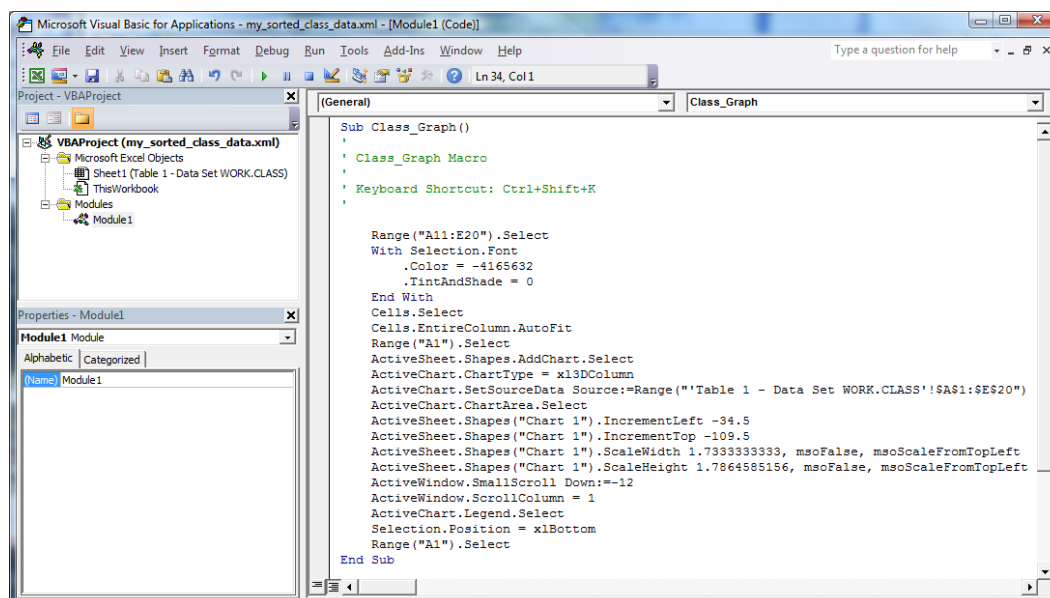 Microsoft Visual Basic for Applications - my_sorted_class_data.xml - [Module1 (Code)]
File Edit View Insert Format Debug Run Tools Add-Ins Window Help Type a question for help
Ln 34, Col 1
Project - VBAProject
VBAProject (my_sorted_class_data.xml)
Microsoft Excel Objects
Sheet1 (Table 1 - Data Set WORK.CLASS)
ThisWorkbook
Modules
Module1
Properties - Module1
Module1 Module
Alphabetic Categorized
(Name) Module1
(General) Class_Graph
Sub Class_Graph()
'
' Class_Graph Macro
'
' Keyboard Shortcut: Ctrl+Shift+K
'
Range("A11:E20").Select
With Selection.Font
.Color = -4165632
.TintAndShade = 0
End With
Cells.Select
Cells.EntireColumn.AutoFit
Range("A1").Select
ActiveSheet.Shapes.AddChart.Select
ActiveChart.ChartType = xl3DColumn
ActiveChart.SetSourceData Source:=Range("'Table 1 - Data Set WORK.CLASS'!$A$1:$E$20")
ActiveChart.ChartArea.Select
ActiveSheet.Shapes("Chart 1").IncrementLeft -34.5
ActiveSheet.Shapes("Chart 1").IncrementTop -109.5
ActiveSheet.Shapes("Chart 1").ScaleWidth 1.7333333333, msoFalse, msoScaleFromTopLeft
ActiveSheet.Shapes("Chart 1").ScaleHeight 1.7864585156, msoFalse, msoScaleFromTopLeft
ActiveWindow.SmallScroll Down:=-12
ActiveWindow.ScrollColumn = 1
ActiveChart.Legend.Select
Selection.Position = xlBottom
Range("A1").Select
End Sub